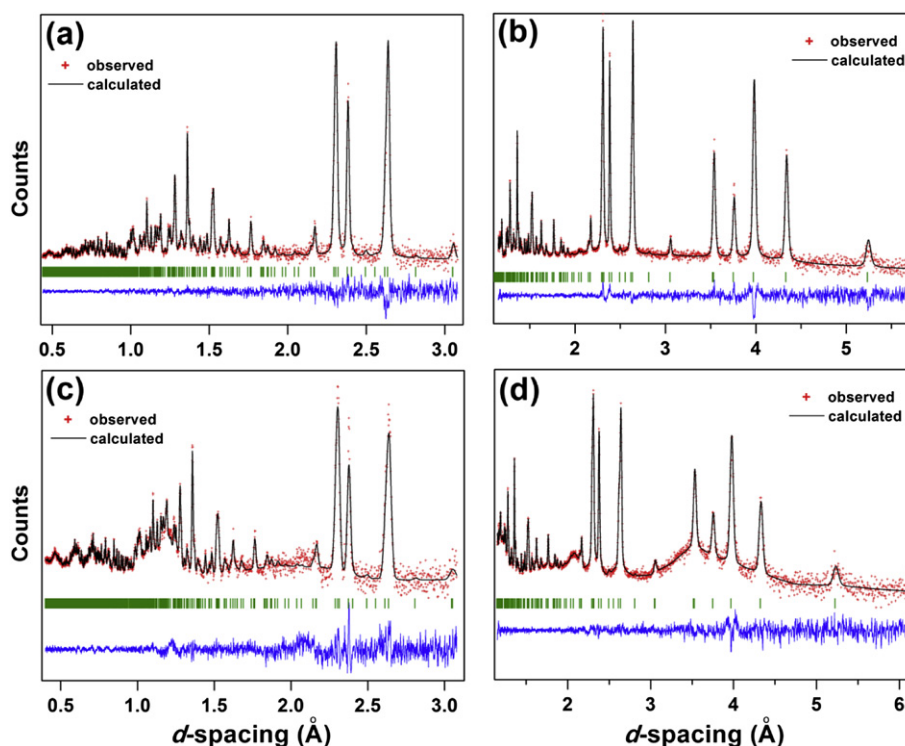 (a)
+ observed
— calculated
Counts
0.5 1.0 1.5 2.0 2.5 3.0
(b)
observed +
calculated —
2 3 4 5
(c)
+ observed
— calculated
Counts
0.5 1.0 1.5 2.0 2.5 3.0
d-spacing (Å)
(d)
observed +
calculated —
2 3 4 5 6
d-spacing (Å)